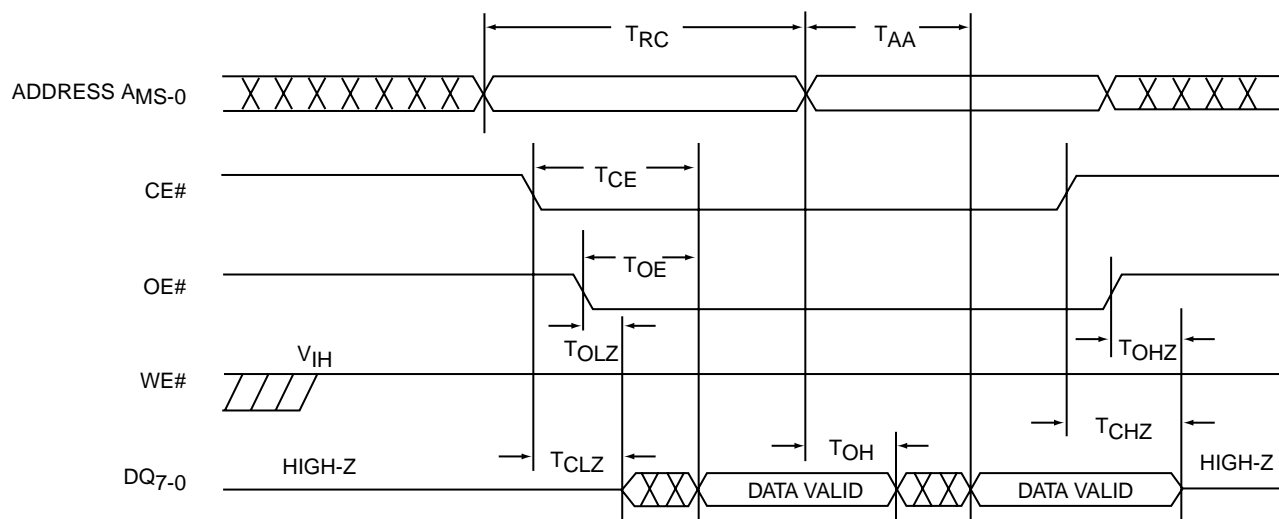 TRC TAA
ADDRESS AMS-0
TCE
CE#
TOE
OE#
TOLZ TOHZ
VIH
WE#
TCLZ TOH TCHZ
HIGH-Z HIGH-Z
DQ7-0 DATA VALID DATA VALID